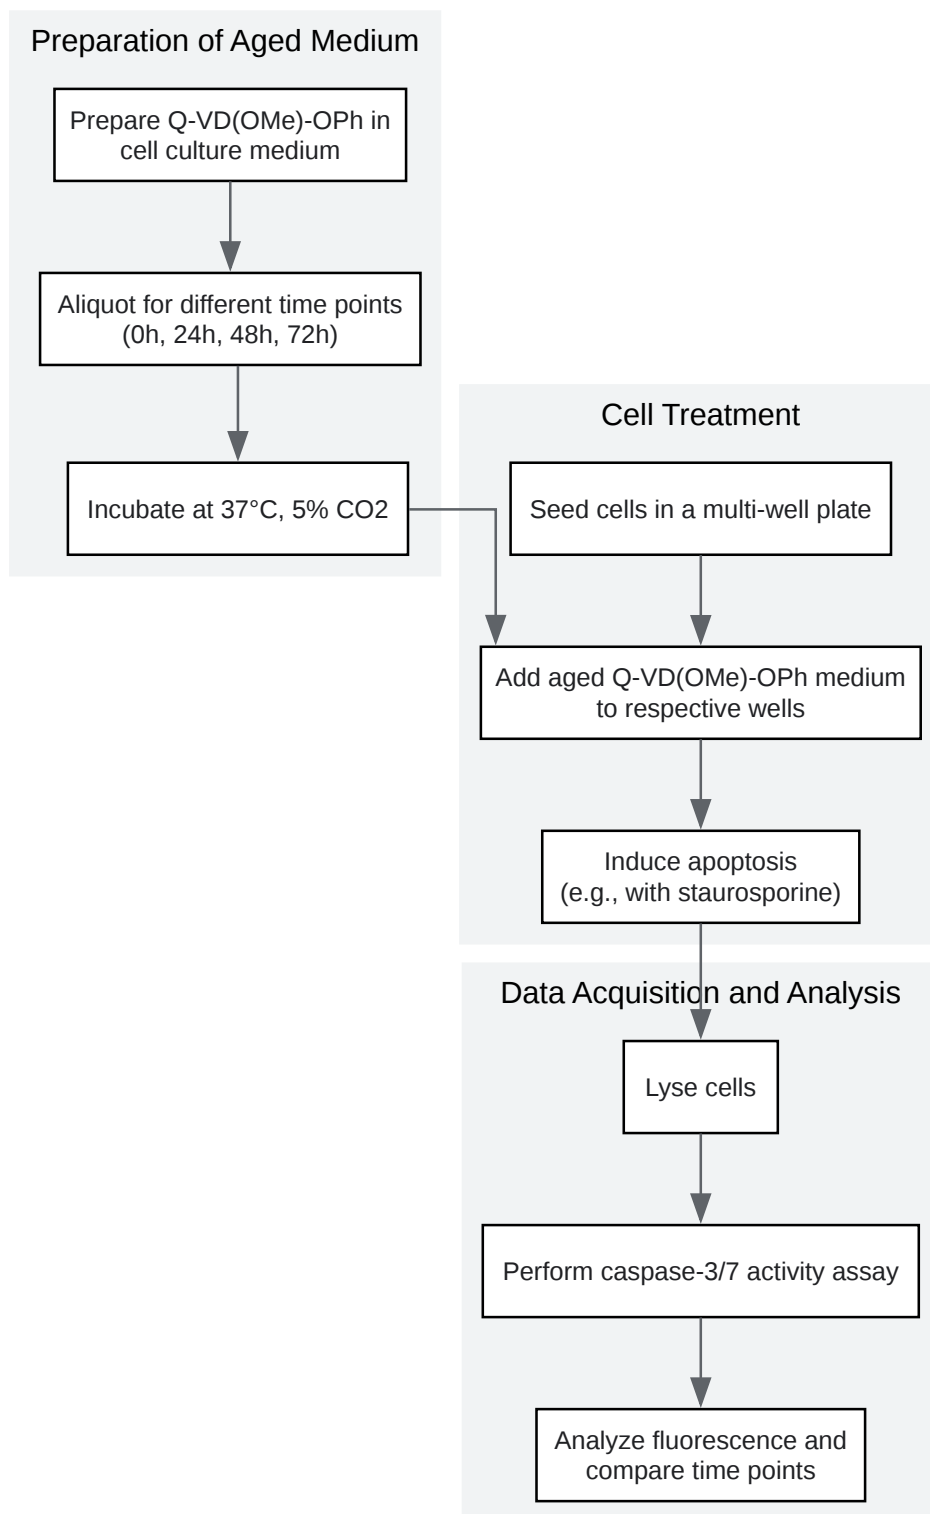 Preparation of Aged Medium
Prepare Q-VD(OMe)-OPh in
cell culture medium
Aliquot for different time points
(0h, 24h, 48h, 72h)
Incubate at 37°C, 5% CO2
Cell Treatment
Seed cells in a multi-well plate
Add aged Q-VD(OMe)-OPh medium
to respective wells
Induce apoptosis
(e.g., with staurosporine)
Data Acquisition and Analysis
Lyse cells
Perform caspase-3/7 activity assay
Analyze fluorescence and
compare time points